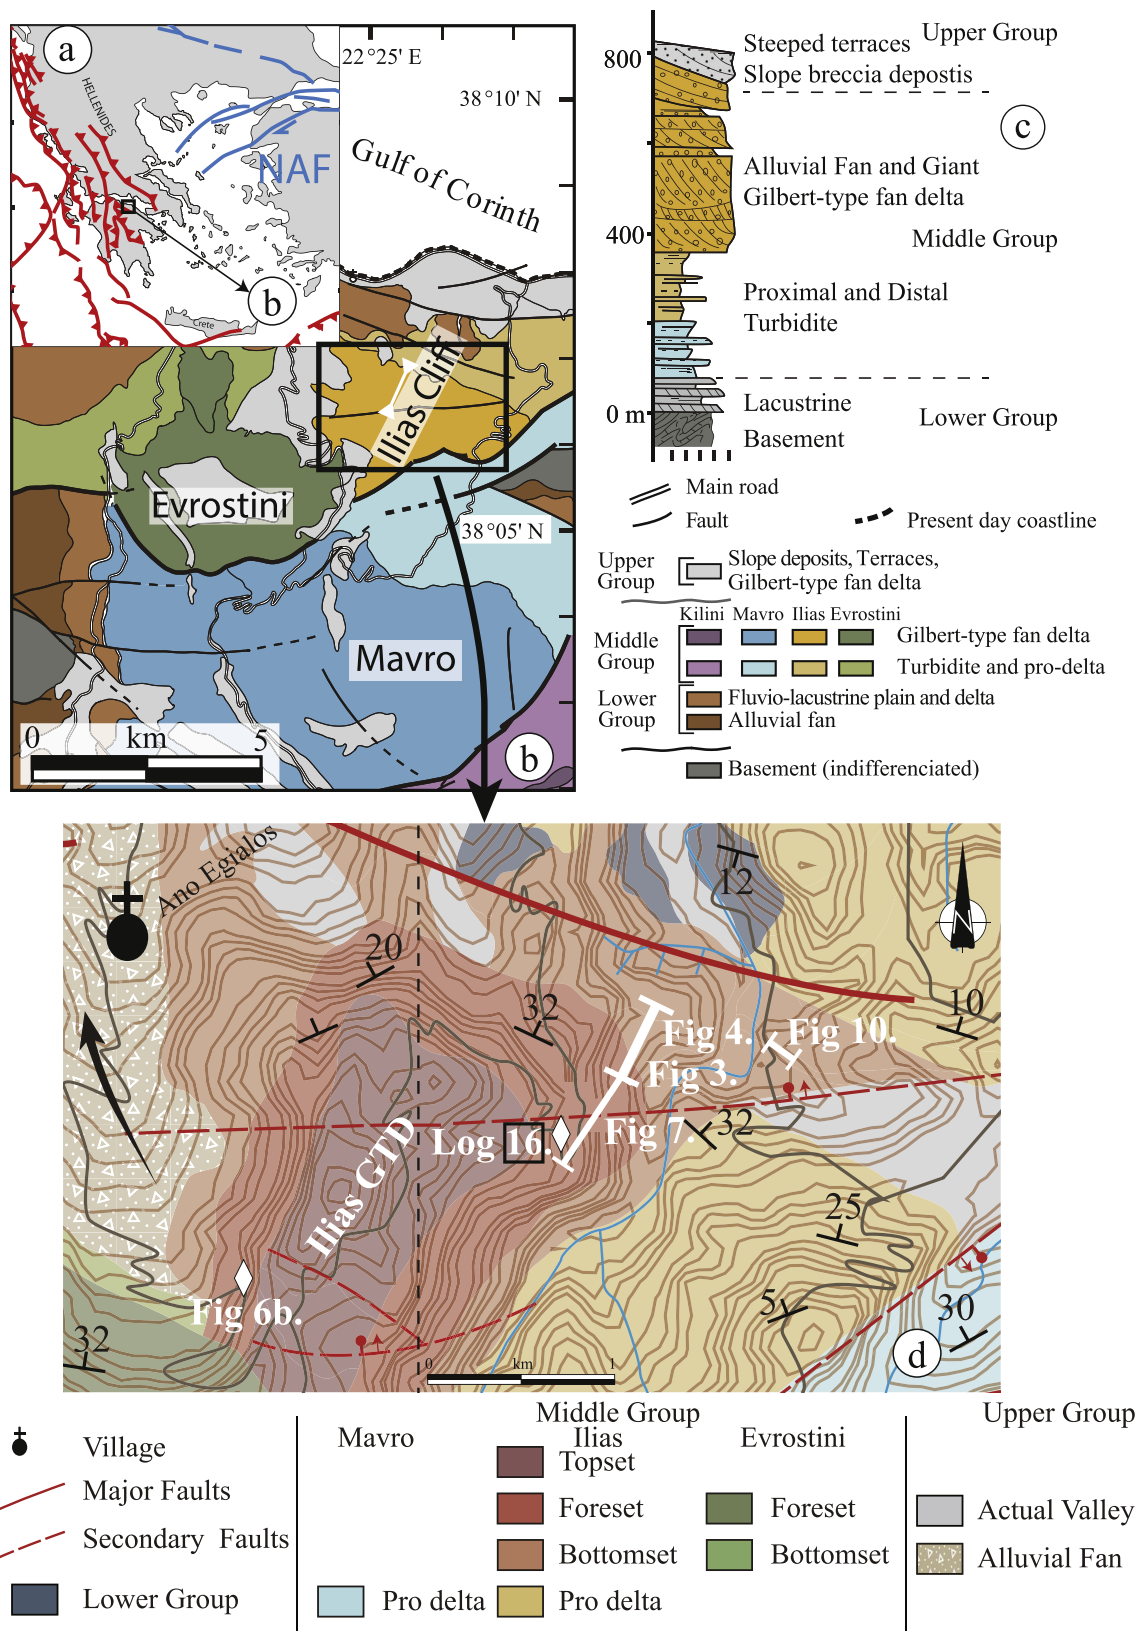 a
HELLENIDES
NAF
b
Crete
22°25' E
38°10' N
Gulf of Corinth
Ilias Cliff
Evrostini
38°05' N
Mavro
0 km 5
b
800
400
0 m
Steeped terraces
Slope breccia depostis
Upper Group
c
Alluvial Fan and Giant
Gilbert-type fan delta
Middle Group
Proximal and Distal
Turbidite
Lacustrine
Lower Group
Basement
Main road
Fault
Present day coastline
Upper
Group
Slope deposits, Terraces,
Gilbert-type fan delta
Kilini Mavro Ilias Evrostini
Middle
Group
Gilbert-type fan delta
Turbidite and pro-delta
Lower
Group
Fluvio-lacustrine plain and delta
Alluvial fan
Basement (indifferenciated)
Ano Egialos
12
N
20
32
10
Fig 4.
Fig 10.
Fig 3.
Fig 7.
32
Log 16.
Ilias GTD
25
Fig 6b.
5
30
32
0 km 1
d
Village
Major Faults
Secondary Faults
Lower Group
Middle Group
Mavro
Ilias
Evrostini
Topset
Foreset
Bottomset
Pro delta
Pro delta
Foreset
Bottomset
Upper Group
Actual Valley
Alluvial Fan